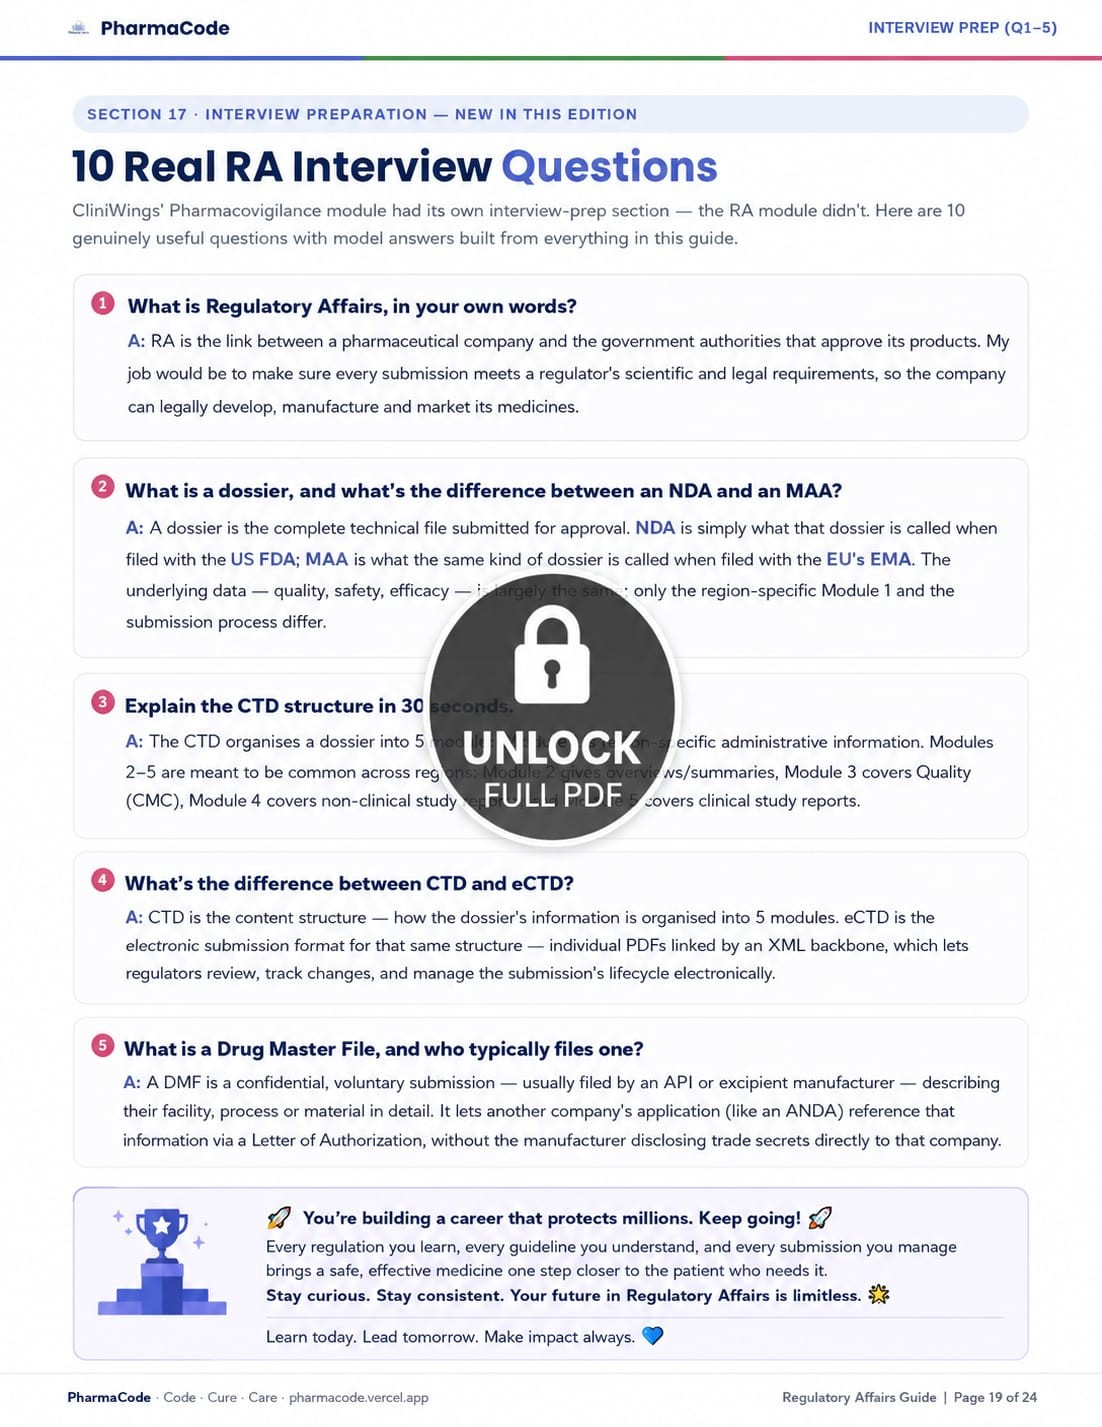 PharmaCode
INTERVIEW PREP (Q1–5)
SECTION 17 · INTERVIEW PREPARATION — NEW IN THIS EDITION
10 Real RA Interview Questions
CliniWings' Pharmacovigilance module had its own interview-prep section — the RA module didn't. Here are 10
genuinely useful questions with model answers built from everything in this guide.
1 What is Regulatory Affairs, in your own words?
A: RA is the link between a pharmaceutical company and the government authorities that approve its products. My
job would be to make sure every submission meets a regulator's scientific and legal requirements, so the company
can legally develop, manufacture and market its medicines.
2 What is a dossier, and what's the difference between an NDA and an MAA?
A: A dossier is the complete technical file submitted for approval. NDA is simply what that dossier is called when
filed with the US FDA; MAA is what the same kind of dossier is called when filed with the EU's EMA. The
underlying data — quality, safety, efficacy — is largely the same; only the region-specific Module 1 and the
submission process differ.
3 Explain the CTD structure in 30 seconds.
A: The CTD organises a dossier into 5 ecific administrative information. Modules
2–5 are meant to be common across regions: Module 2 gives overviews/summaries, Module 3 covers Quality
(CMC), Module 4 covers non-clinical study 5 covers clinical study reports.
UNLOCK
FULL PDF
4 What's the difference between CTD and eCTD?
A: CTD is the content structure — how the dossier's information is organised into 5 modules. eCTD is the
electronic submission format for that same structure — individual PDFs linked by an XML backbone, which lets
regulators review, track changes, and manage the submission's lifecycle electronically.
5 What is a Drug Master File, and who typically files one?
A: A DMF is a confidential, voluntary submission — usually filed by an API or excipient manufacturer — describing
their facility, process or material in detail. It lets another company's application (like an ANDA) reference that
information via a Letter of Authorization, without the manufacturer disclosing trade secrets directly to that company.
🚀 You're building a career that protects millions. Keep going! 🚀
Every regulation you learn, every guideline you understand, and every submission you manage
brings a safe, effective medicine one step closer to the patient who needs it.
Stay curious. Stay consistent. Your future in Regulatory Affairs is limitless. 🌟
Learn today. Lead tomorrow. Make impact always. 💙
PharmaCode · Code · Cure · Care · pharmacode.vercel.app
Regulatory Affairs Guide | Page 19 of 24